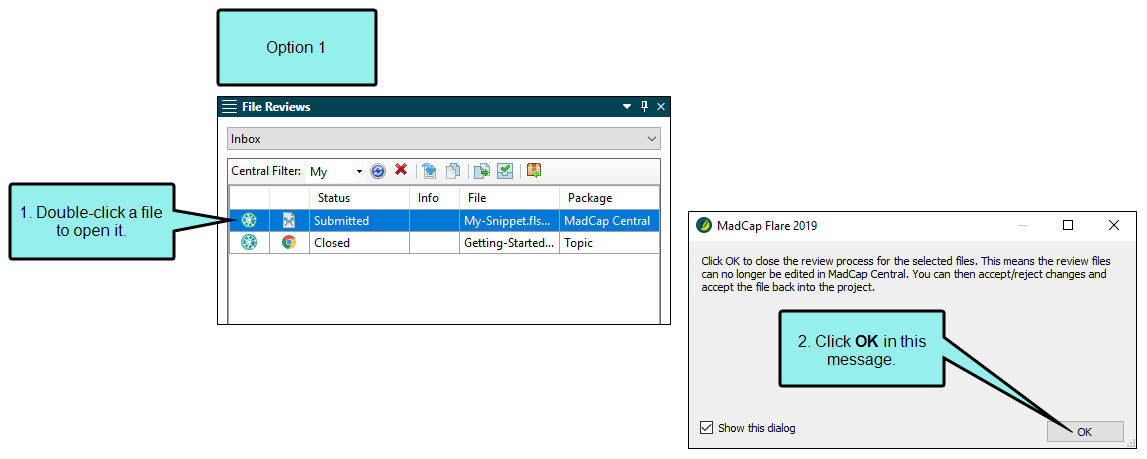 Option 1
File Reviews
Inbox
Central Filter: My
Status Info File Package
Submitted My-Snippet.fls... MadCap Central
Closed Getting-Started... Topic
1. Double-click a file
to open it.
MadCap Flare 2019
Click OK to close the review process for the selected files. This means the review files
can no longer be edited in MadCap Central. You can then accept/reject changes and
accept the file back into the project.
2. Click OK in this
message.
Show this dialog
OK